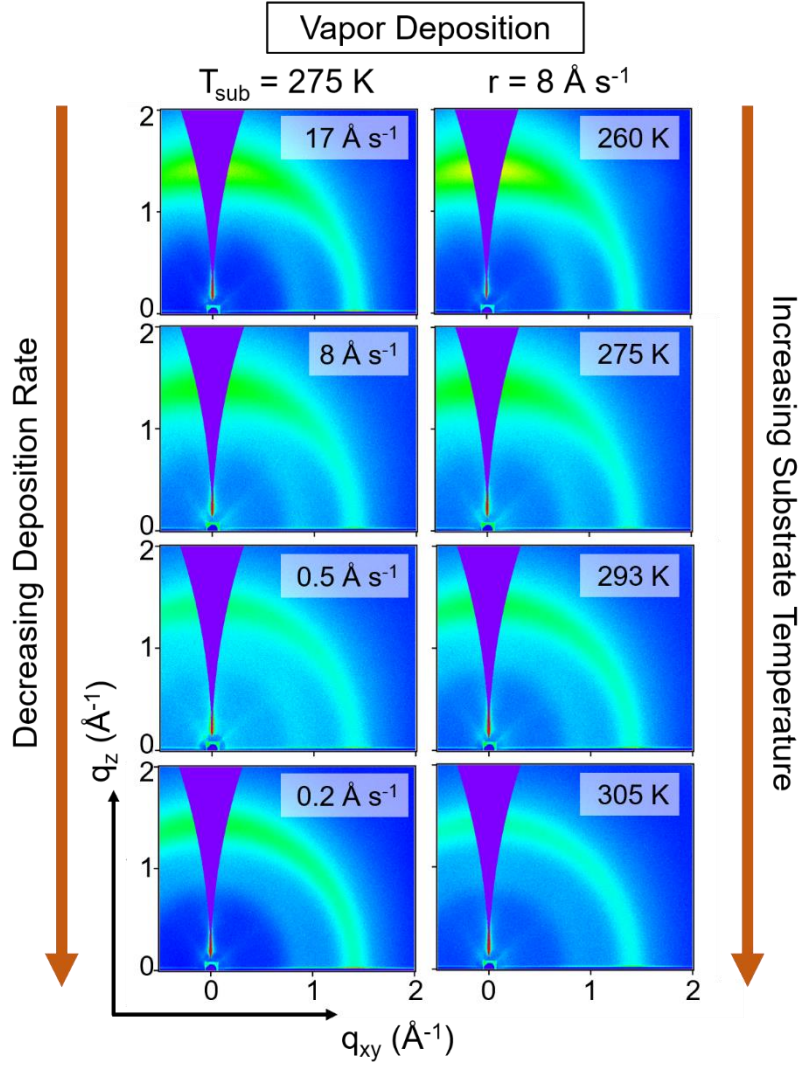 Vapor Deposition
T_sub = 275 K
r = 8 Å s⁻¹
2
17 Å s⁻¹
260 K
1
0
2
8 Å s⁻¹
275 K
1
0
2
0.5 Å s⁻¹
293 K
1
0
2
0.2 Å s⁻¹
305 K
1
0
0 1 2 0 1 2
q_xy (Å⁻¹)
q_z (Å⁻¹)
Decreasing Deposition Rate
Increasing Substrate Temperature